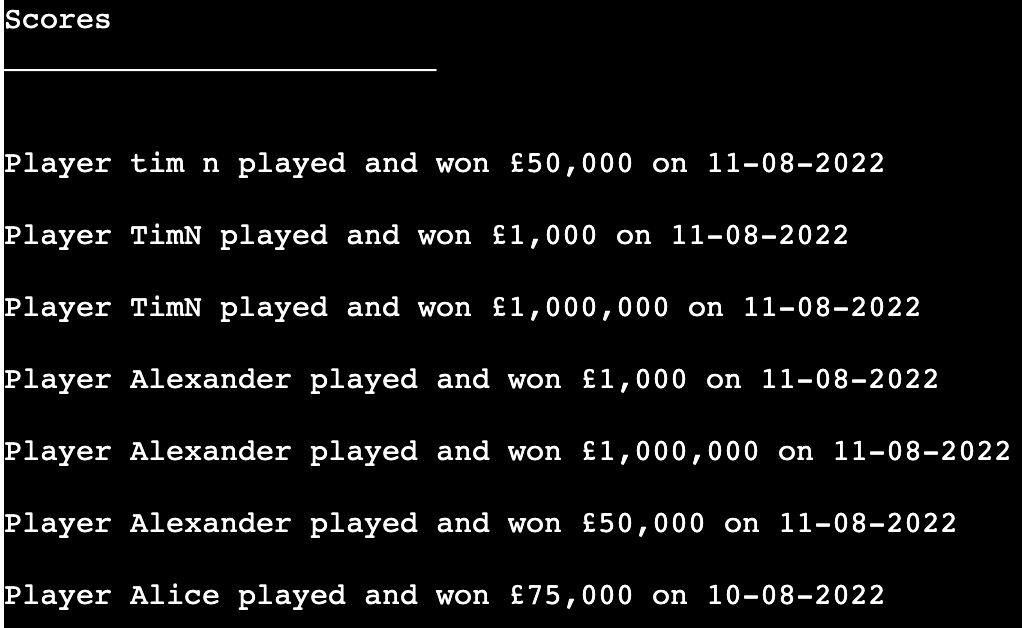 Scores
Player tim n played and won £50,000 on 11-08-2022
Player TimN played and won £1,000 on 11-08-2022
Player TimN played and won £1,000,000 on 11-08-2022
Player Alexander played and won £1,000 on 11-08-2022
Player Alexander played and won £1,000,000 on 11-08-2022
Player Alexander played and won £50,000 on 11-08-2022
Player Alice played and won £75,000 on 10-08-2022